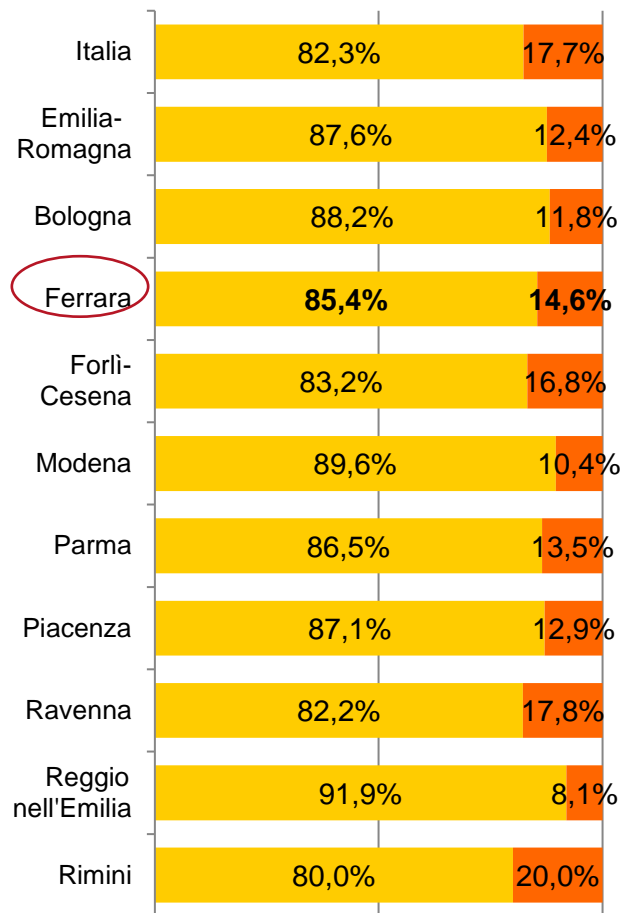 Italia 82,3% 17,7%
Emilia-
Romagna 87,6% 12,4%
Bologna 88,2% 11,8%
Ferrara 85,4% 14,6%
Forlì-
Cesena 83,2% 16,8%
Modena 89,6% 10,4%
Parma 86,5% 13,5%
Piacenza 87,1% 12,9%
Ravenna 82,2% 17,8%
Reggio
nell'Emilia 91,9% 8,1%
Rimini 80,0% 20,0%